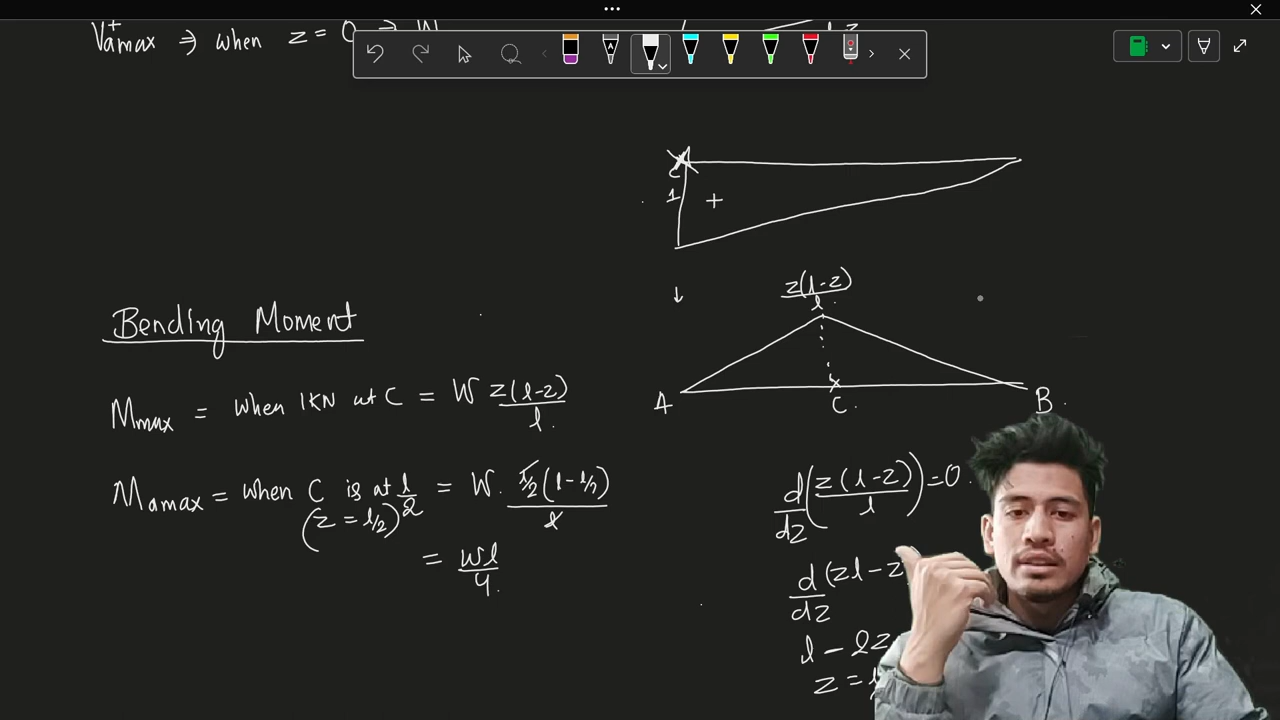 V⁺amax ⇒ when z = 0 ⇒ W
1
+
z(l-z)/l
Bending Moment
A C B
Mmax = when 1KN at C = W z(l-z)/l
Mamax = when C is at l/2 = W. l/2(l-l/2)/l
(z = l/2)
= Wl/4
d/dz (z(l-z)/l) = 0
d/dz (zl - z
l - 2z
z = l